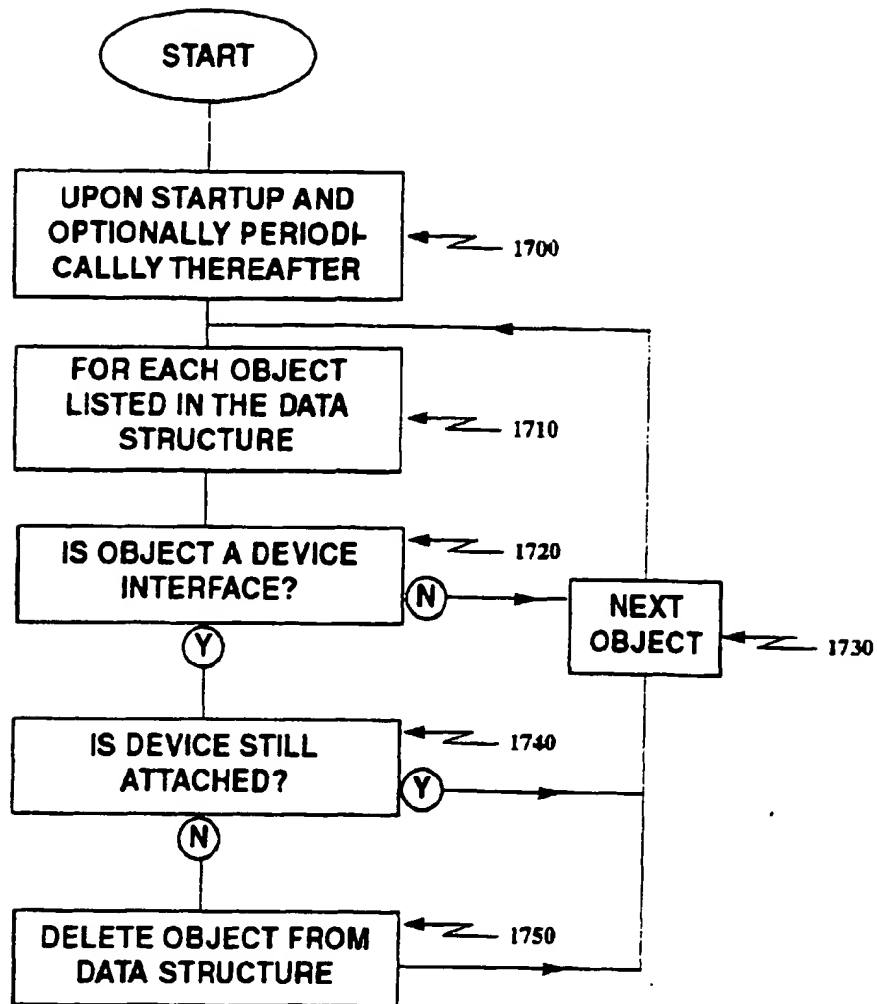 START
UPON STARTUP AND
OPTIONALLY PERIODI-
CALLLY THEREAFTER
1700
FOR EACH OBJECT
LISTED IN THE DATA
STRUCTURE
1710
IS OBJECT A DEVICE
INTERFACE?
1720
N
Y
NEXT
OBJECT
1730
IS DEVICE STILL
ATTACHED?
1740
Y
N
DELETE OBJECT FROM
DATA STRUCTURE
1750